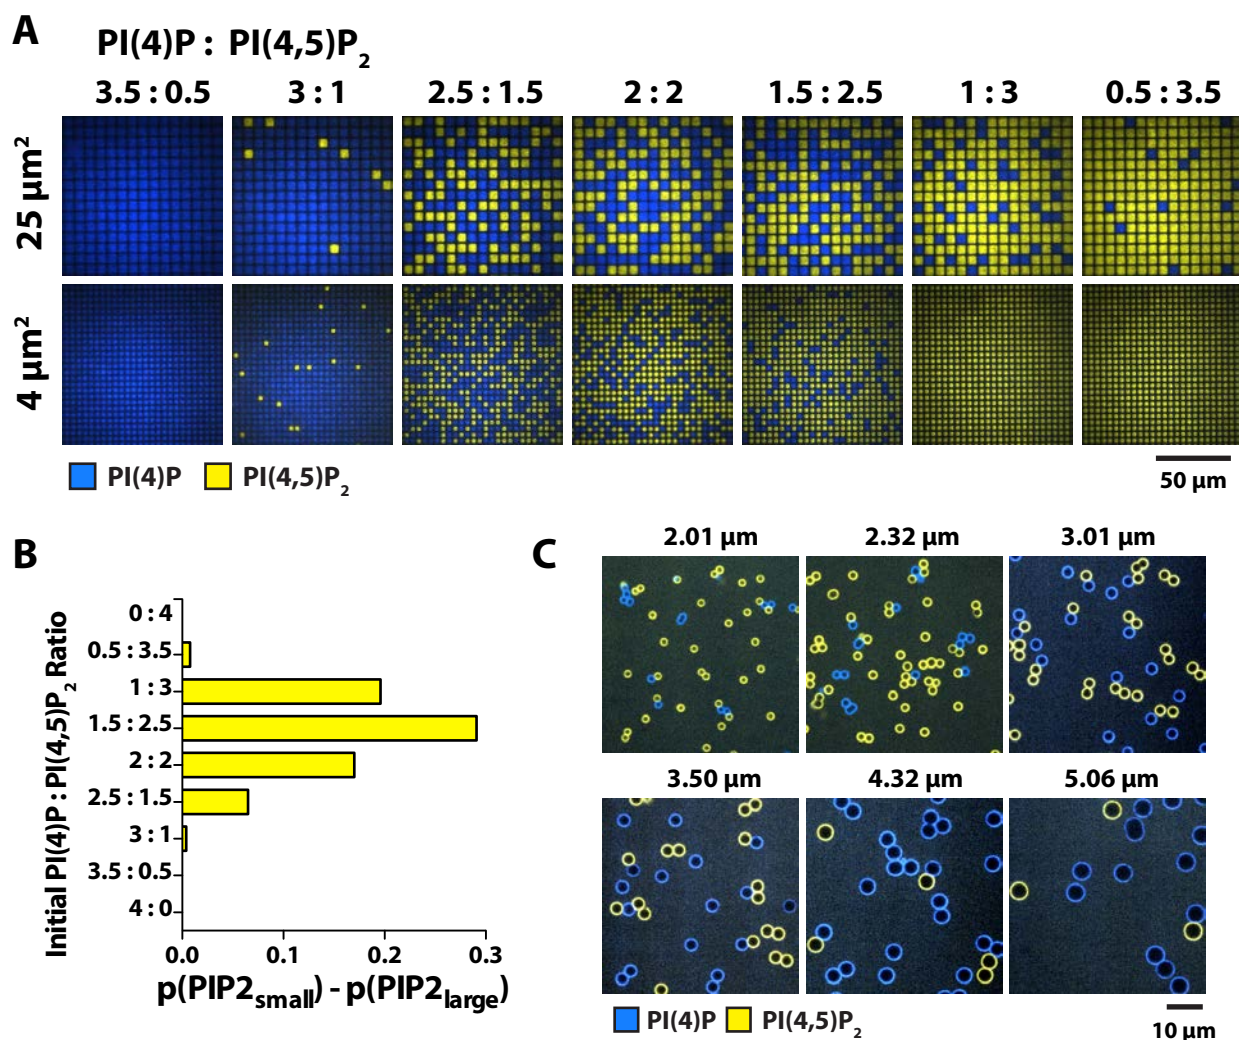 A
PI(4)P : PI(4,5)P2
3.5 : 0.5 3 : 1 2.5 : 1.5 2 : 2 1.5 : 2.5 1 : 3 0.5 : 3.5
25 µm²
4 µm²
PI(4)P PI(4,5)P2
50 µm
B
Initial PI(4)P : PI(4,5)P2 Ratio
0 : 4
0.5 : 3.5
1 : 3
1.5 : 2.5
2 : 2
2.5 : 1.5
3 : 1
3.5 : 0.5
4 : 0
0.0 0.1 0.2 0.3
p(PIP2small) - p(PIP2large)
C
2.01 µm 2.32 µm 3.01 µm
3.50 µm 4.32 µm 5.06 µm
PI(4)P PI(4,5)P2
10 µm